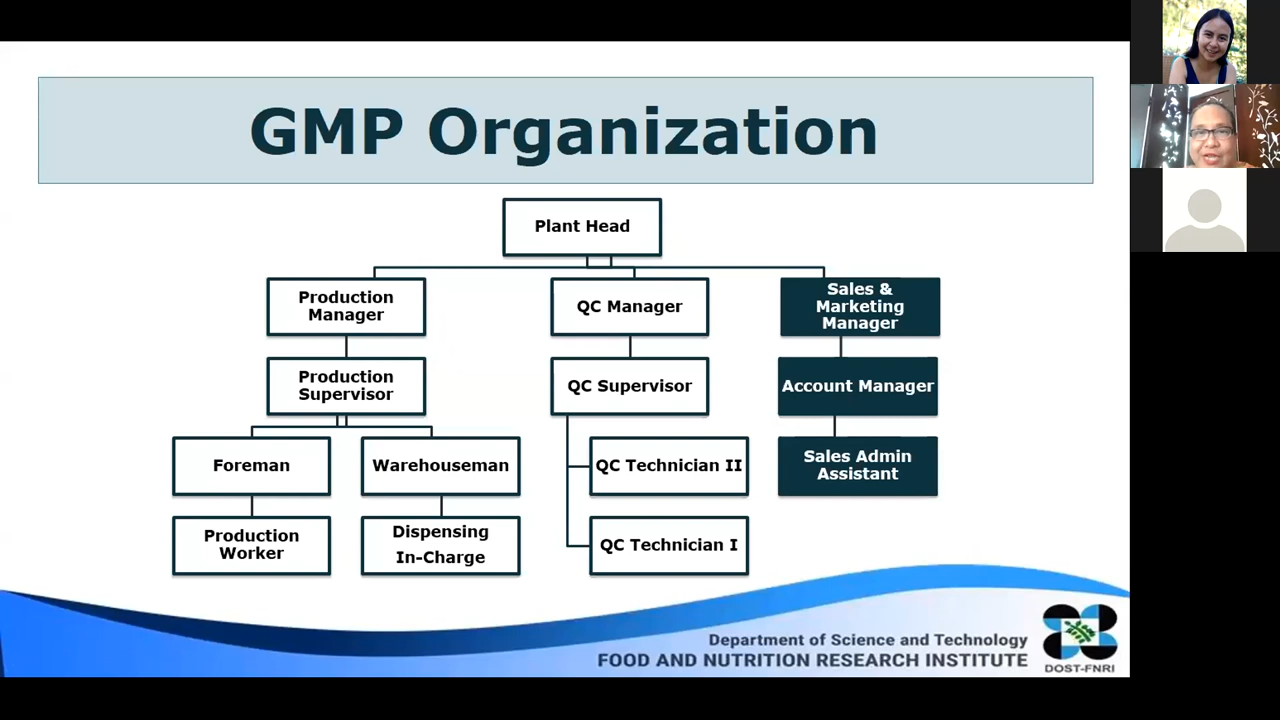 GMP Organization
Plant Head
Production
Manager
QC Manager
Sales &
Marketing
Manager
Production
Supervisor
QC Supervisor
Account Manager
Foreman
Warehouseman
QC Technician II
Sales Admin
Assistant
Production
Worker
Dispensing
In-Charge
QC Technician I
Department of Science and Technology
FOOD AND NUTRITION RESEARCH INSTITUTE
DOST-FNRI